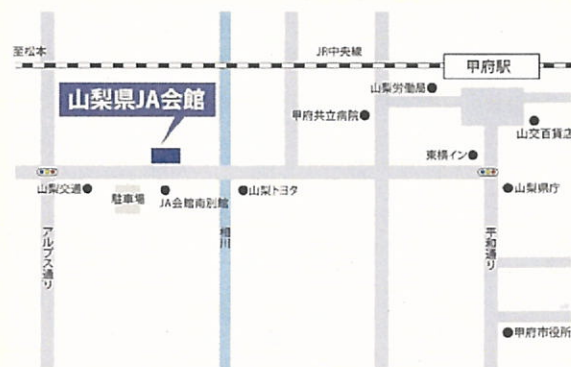 至松本
JR中央線
甲府駅
山梨労働局
山梨県JA会館
甲府共立病院
山交百貨店
東横イン
山梨交通
駐車場
JA会館南別館
山梨トヨタ
山梨県庁
アルプス通り
相川
平和通り
甲府市役所